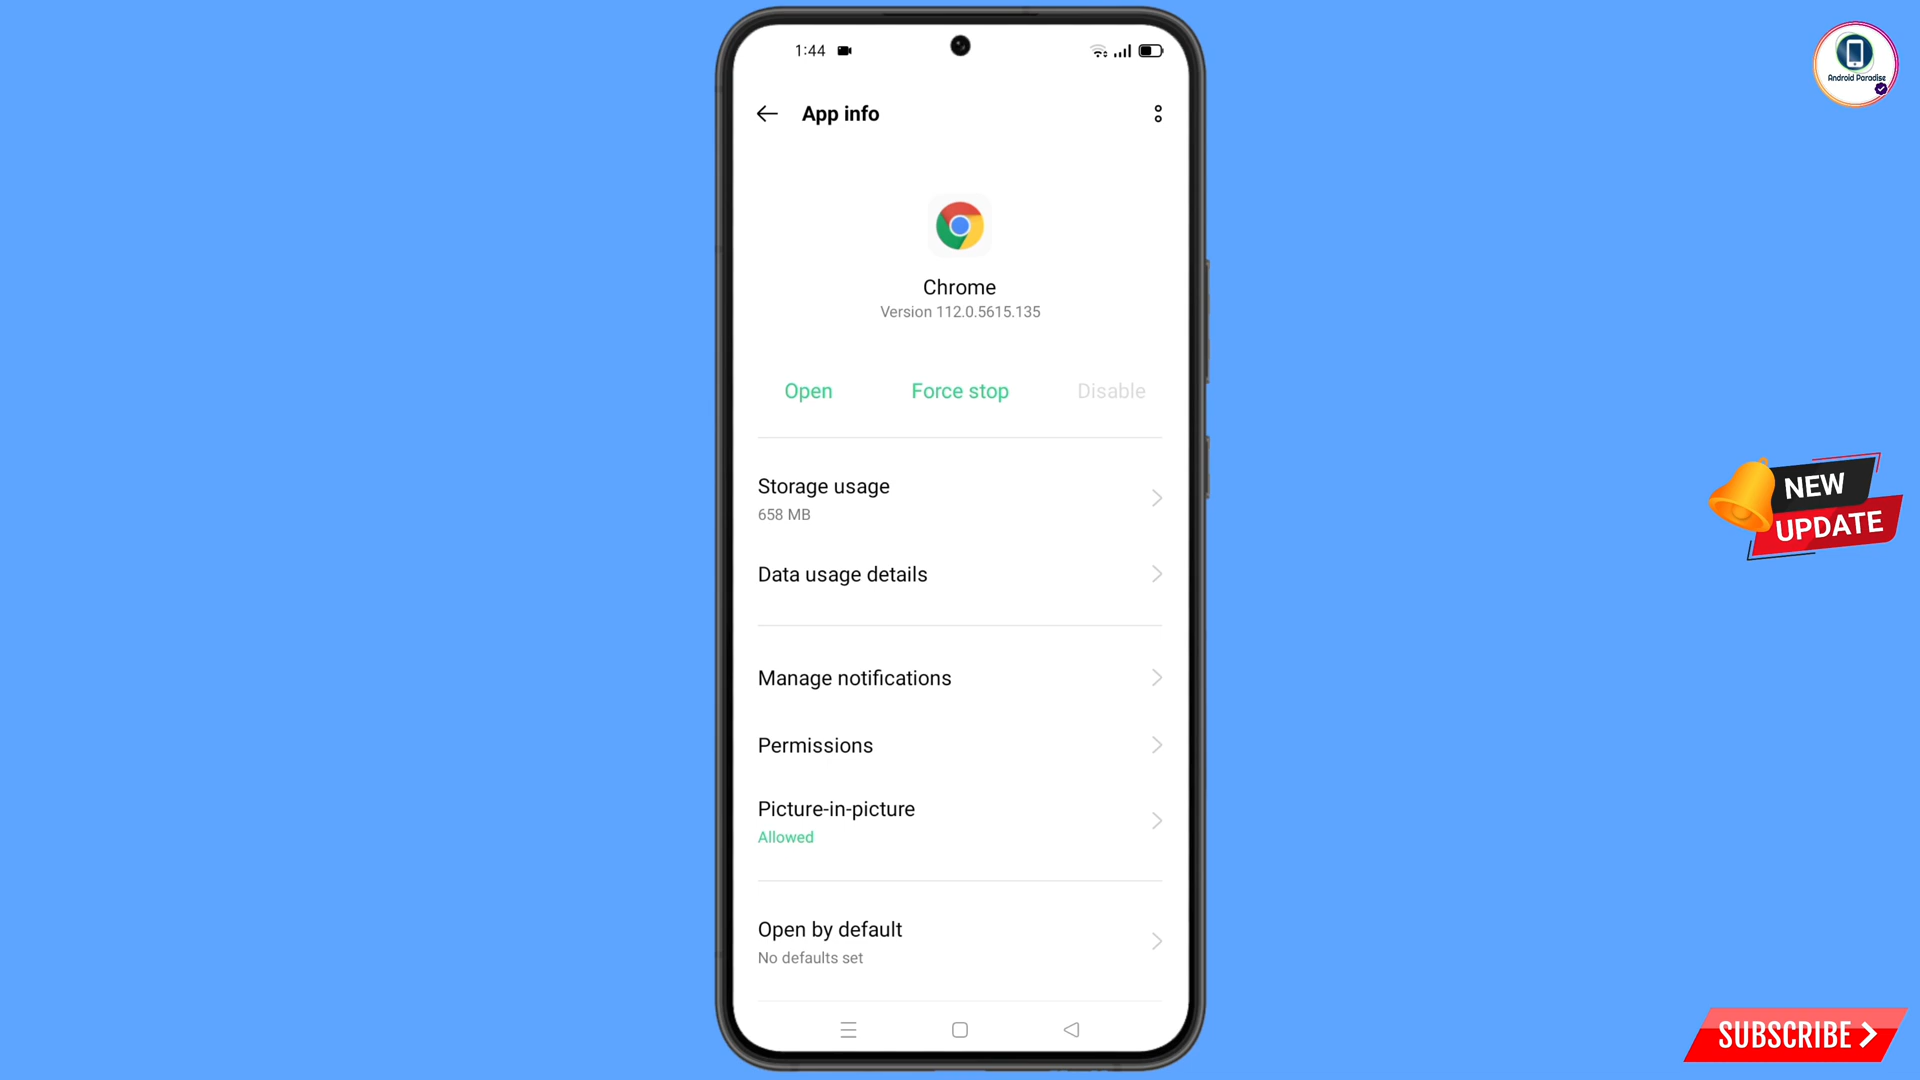 1:44
Android Paradise
App info
Chrome
Version 112.0.5615.135
Open
Force stop
Disable
Storage usage
658 MB
Data usage details
NEW
UPDATE
Manage notifications
Permissions
Picture-in-picture
Allowed
Open by default
No defaults set
SUBSCRIBE